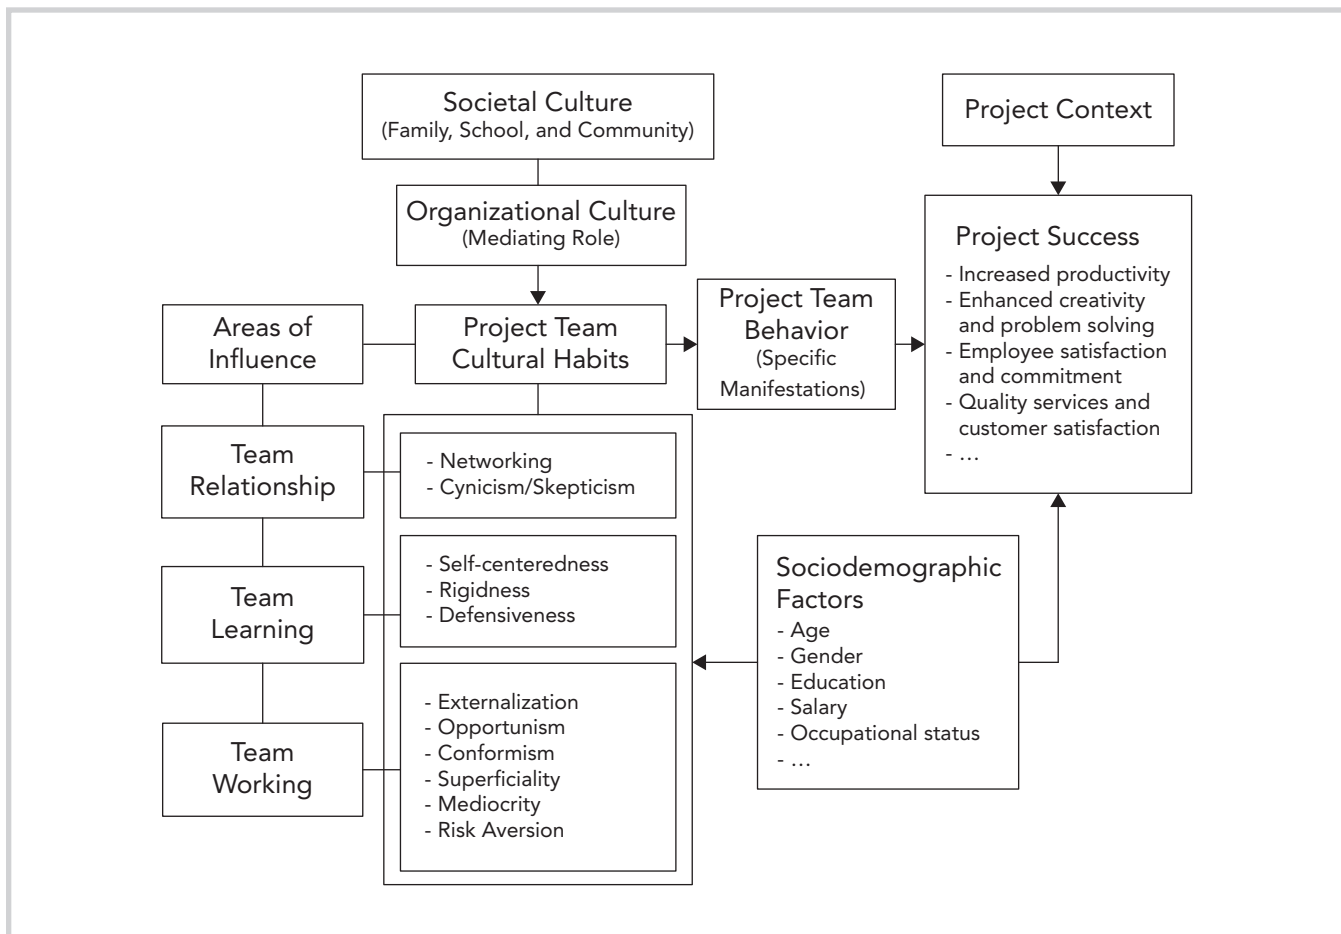 Societal Culture
(Family, School, and Community)
Project Context
Organizational Culture
(Mediating Role)
Project Success
- Increased productivity
- Enhanced creativity
and problem solving
- Employee satisfaction
and commitment
- Quality services and
customer satisfaction
- ...
Areas of
Influence
Project Team
Cultural Habits
Project Team
Behavior
(Specific
Manifestations)
Team
Relationship
- Networking
- Cynicism/Skepticism
Team
Learning
- Self-centeredness
- Rigidness
- Defensiveness
Team
Working
- Externalization
- Opportunism
- Conformism
- Superficiality
- Mediocrity
- Risk Aversion
Sociodemographic
Factors
- Age
- Gender
- Education
- Salary
- Occupational status
- ...